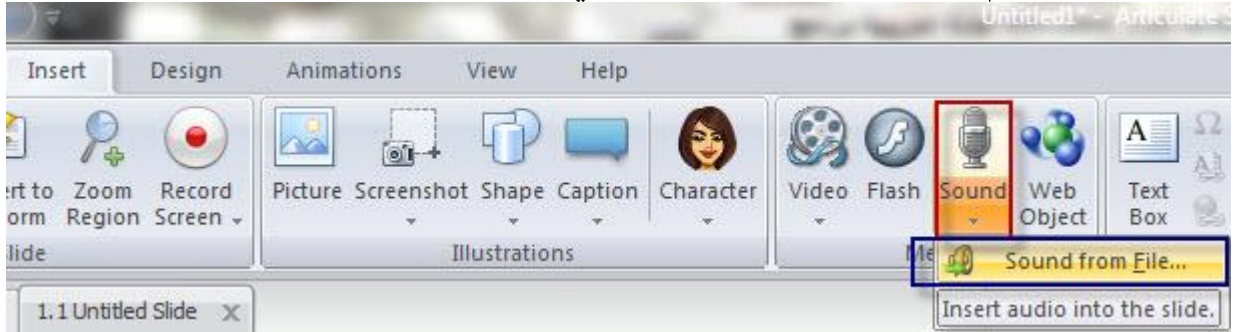 Untitled1* - Articulate S
Insert Design Animations View Help
Zoom Region
Record Screen
Picture Screenshot Shape Caption Character
Video Flash Sound
Web Object
Text Box
Illustrations
Sound from File...
1.1 Untitled Slide
Insert audio into the slide.